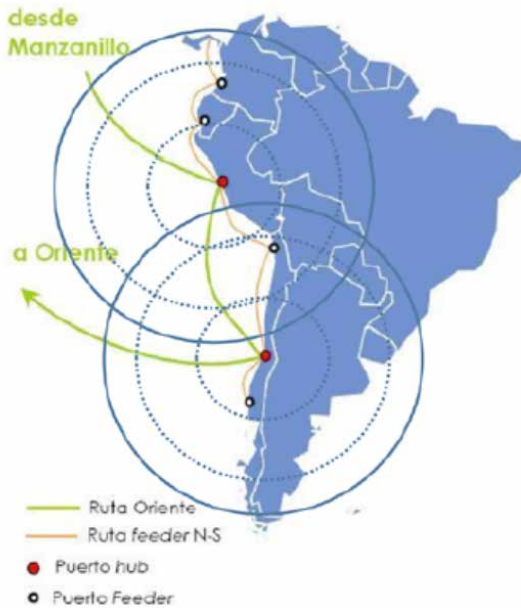 desde
Manzanillo
a Oriente
Ruta Oriente
Ruta feeder N-S
Puerto hub
Puerto Feeder